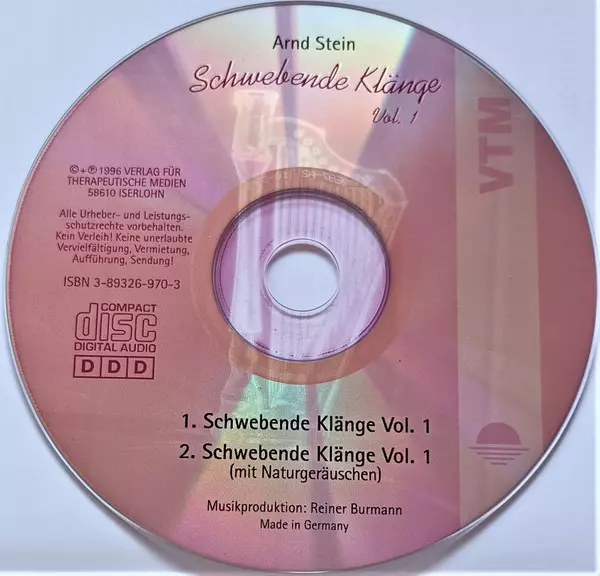 Arnd Stein
Schwebende Klänge
Vol. 1
VTM
©+℗ 1996 VERLAG FÜR
THERAPEUTISCHE MEDIEN
58610 ISERLOHN
Alle Urheber- und Leistungs-
schutzrechte vorbehalten.
Kein Verleih! Keine unerlaubte
Vervielfältigung, Vermietung,
Aufführung, Sendung!
ISBN 3-89326-970-3
COMPACT
disc
DIGITAL AUDIO
DDD
1. Schwebende Klänge Vol. 1
2. Schwebende Klänge Vol. 1
(mit Naturgeräuschen)
Musikproduktion: Reiner Burmann
Made in Germany